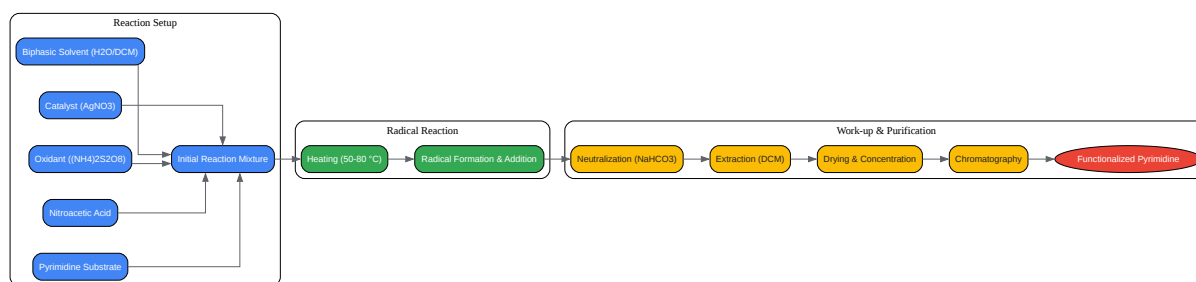 Reaction Setup
Biphasic Solvent (H2O/DCM)
Catalyst (AgNO3)
Oxidant ((NH4)2S2O8)
Initial Reaction Mixture
Nitroacetic Acid
Pyrimidine Substrate
Radical Reaction
Heating (50-80 °C)
Radical Formation & Addition
Work-up & Purification
Neutralization (NaHCO3)
Extraction (DCM)
Drying & Concentration
Chromatography
Functionalized Pyrimidine